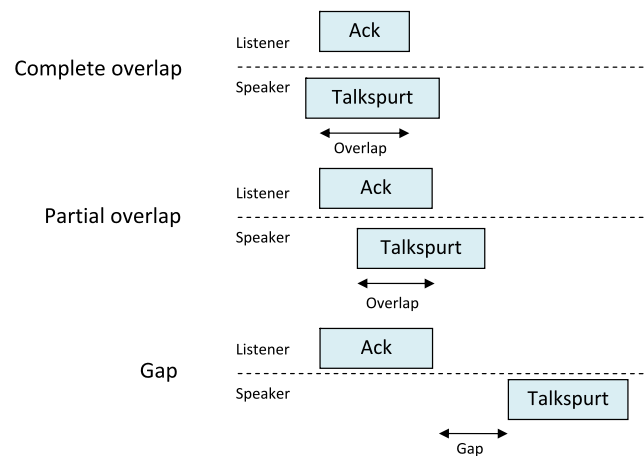 Ack
Listener
Complete overlap
Speaker
Talkspurt
Overlap
Ack
Listener
Partial overlap
Speaker
Talkspurt
Overlap
Ack
Listener
Gap
Speaker
Talkspurt
Gap